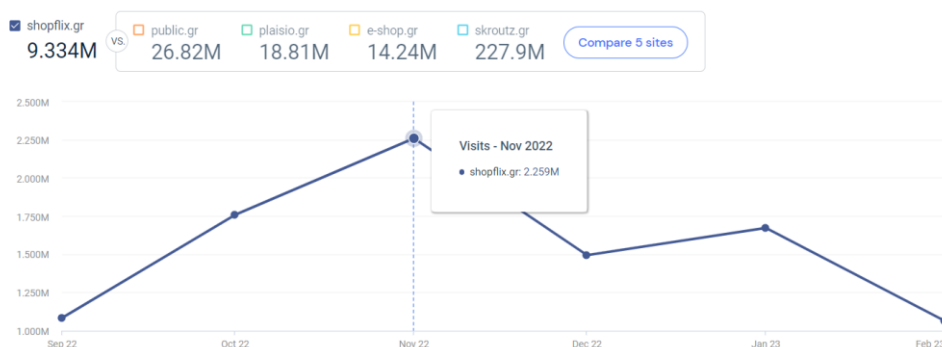 shopflix.gr
9.334M
VS.
public.gr
26.82M
plaisio.gr
18.81M
e-shop.gr
14.24M
skroutz.gr
227.9M
Compare 5 sites
2.500M
2.250M
2.000M
1.750M
1.500M
1.250M
1.000M
Visits - Nov 2022
shopflix.gr: 2.259M
Sep 22
Oct 22
Nov 22
Dec 22
Jan 23
Feb 23